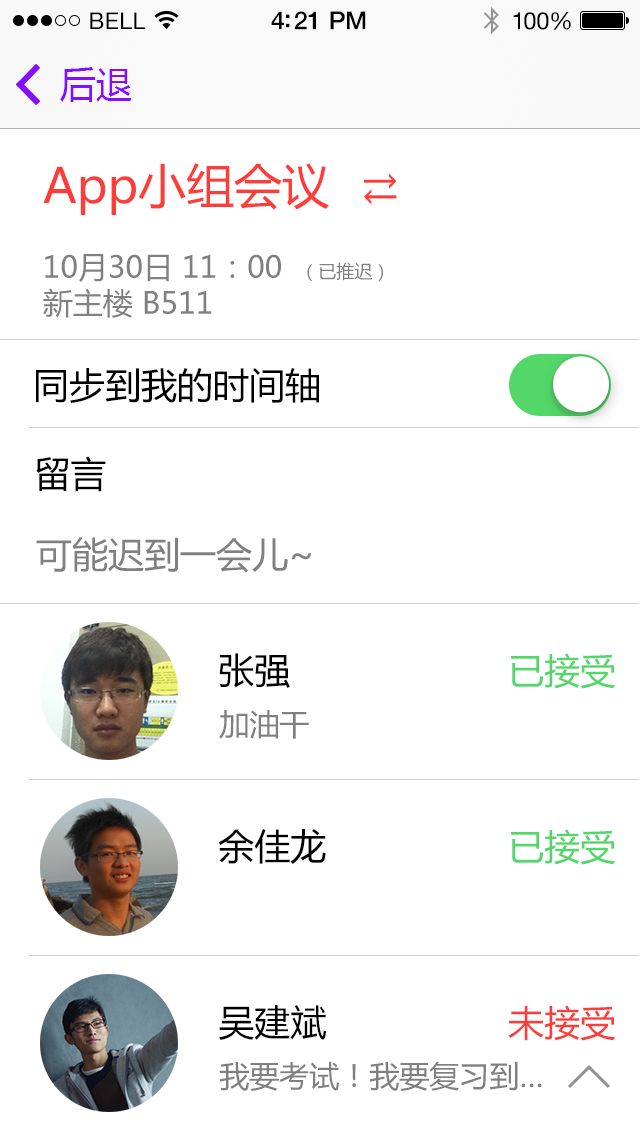 BELL 4:21 PM 100%
后退
App小组会议
10月30日 11：00 （已推迟）
新主楼 B511
同步到我的时间轴
留言
可能迟到一会儿~
张强 已接受
加油干
余佳龙 已接受
吴建斌 未接受
我要考试！我要复习到...